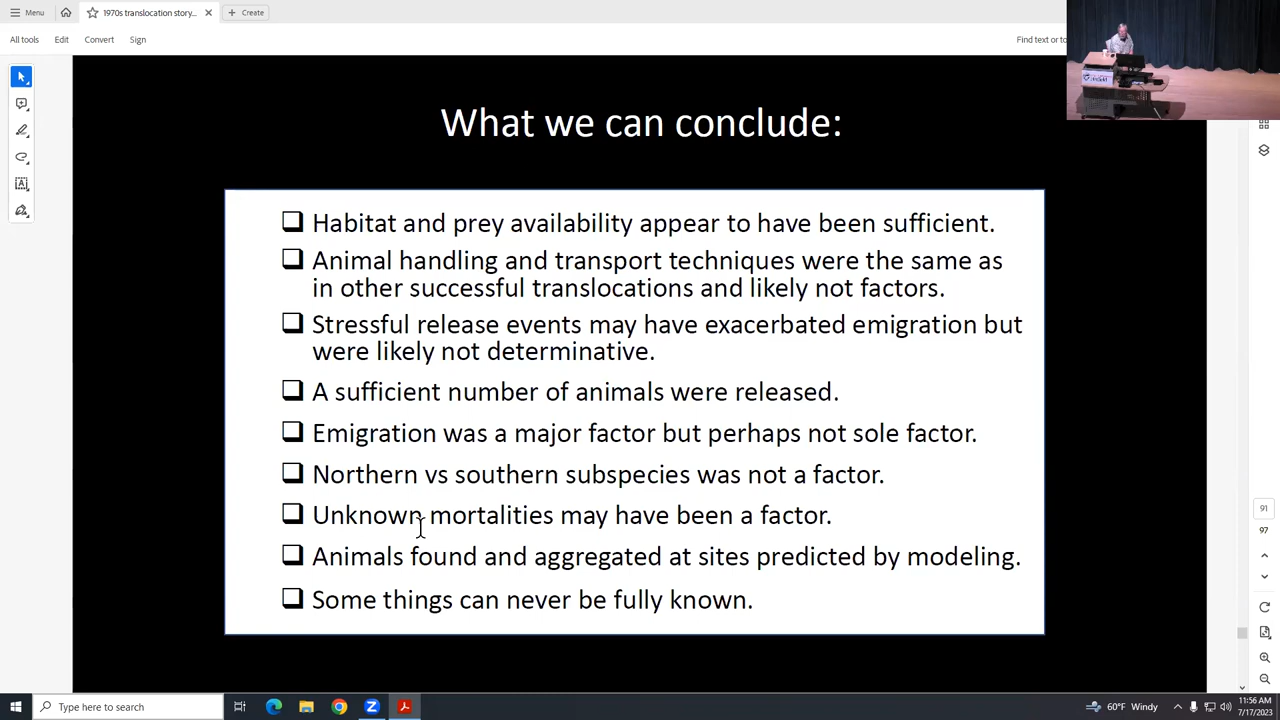 Menu
1970s translocation story...
Create
All tools Edit Convert Sign
Find text or to
What we can conclude:
Habitat and prey availability appear to have been sufficient.
Animal handling and transport techniques were the same as
in other successful translocations and likely not factors.
Stressful release events may have exacerbated emigration but
were likely not determinative.
A sufficient number of animals were released.
Emigration was a major factor but perhaps not sole factor.
Northern vs southern subspecies was not a factor.
Unknown mortalities may have been a factor.
Animals found and aggregated at sites predicted by modeling.
Some things can never be fully known.
91
97
Type here to search
60°F Windy
11:56 AM
7/17/2023